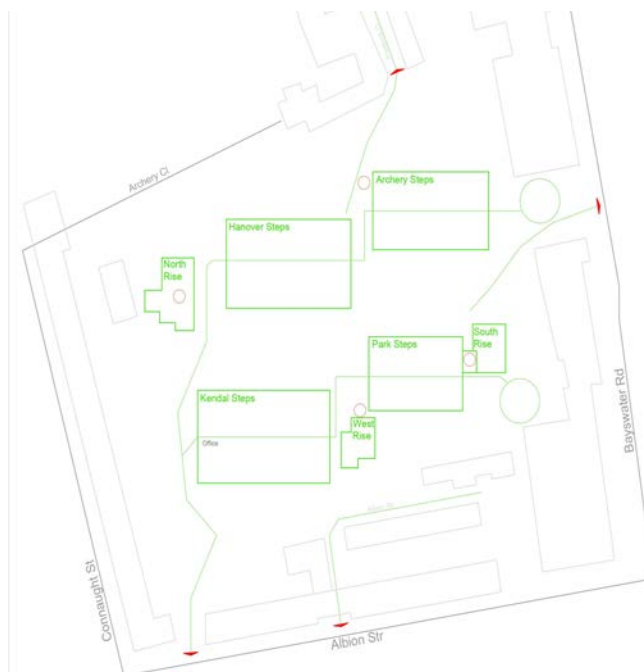 Archery Ct
Archery Steps
Hanover Steps
North
Rise
Park Steps
South
Rise
Kendal Steps
Office
West
Rise
Bayswater Rd
Connaught St
Albion Str